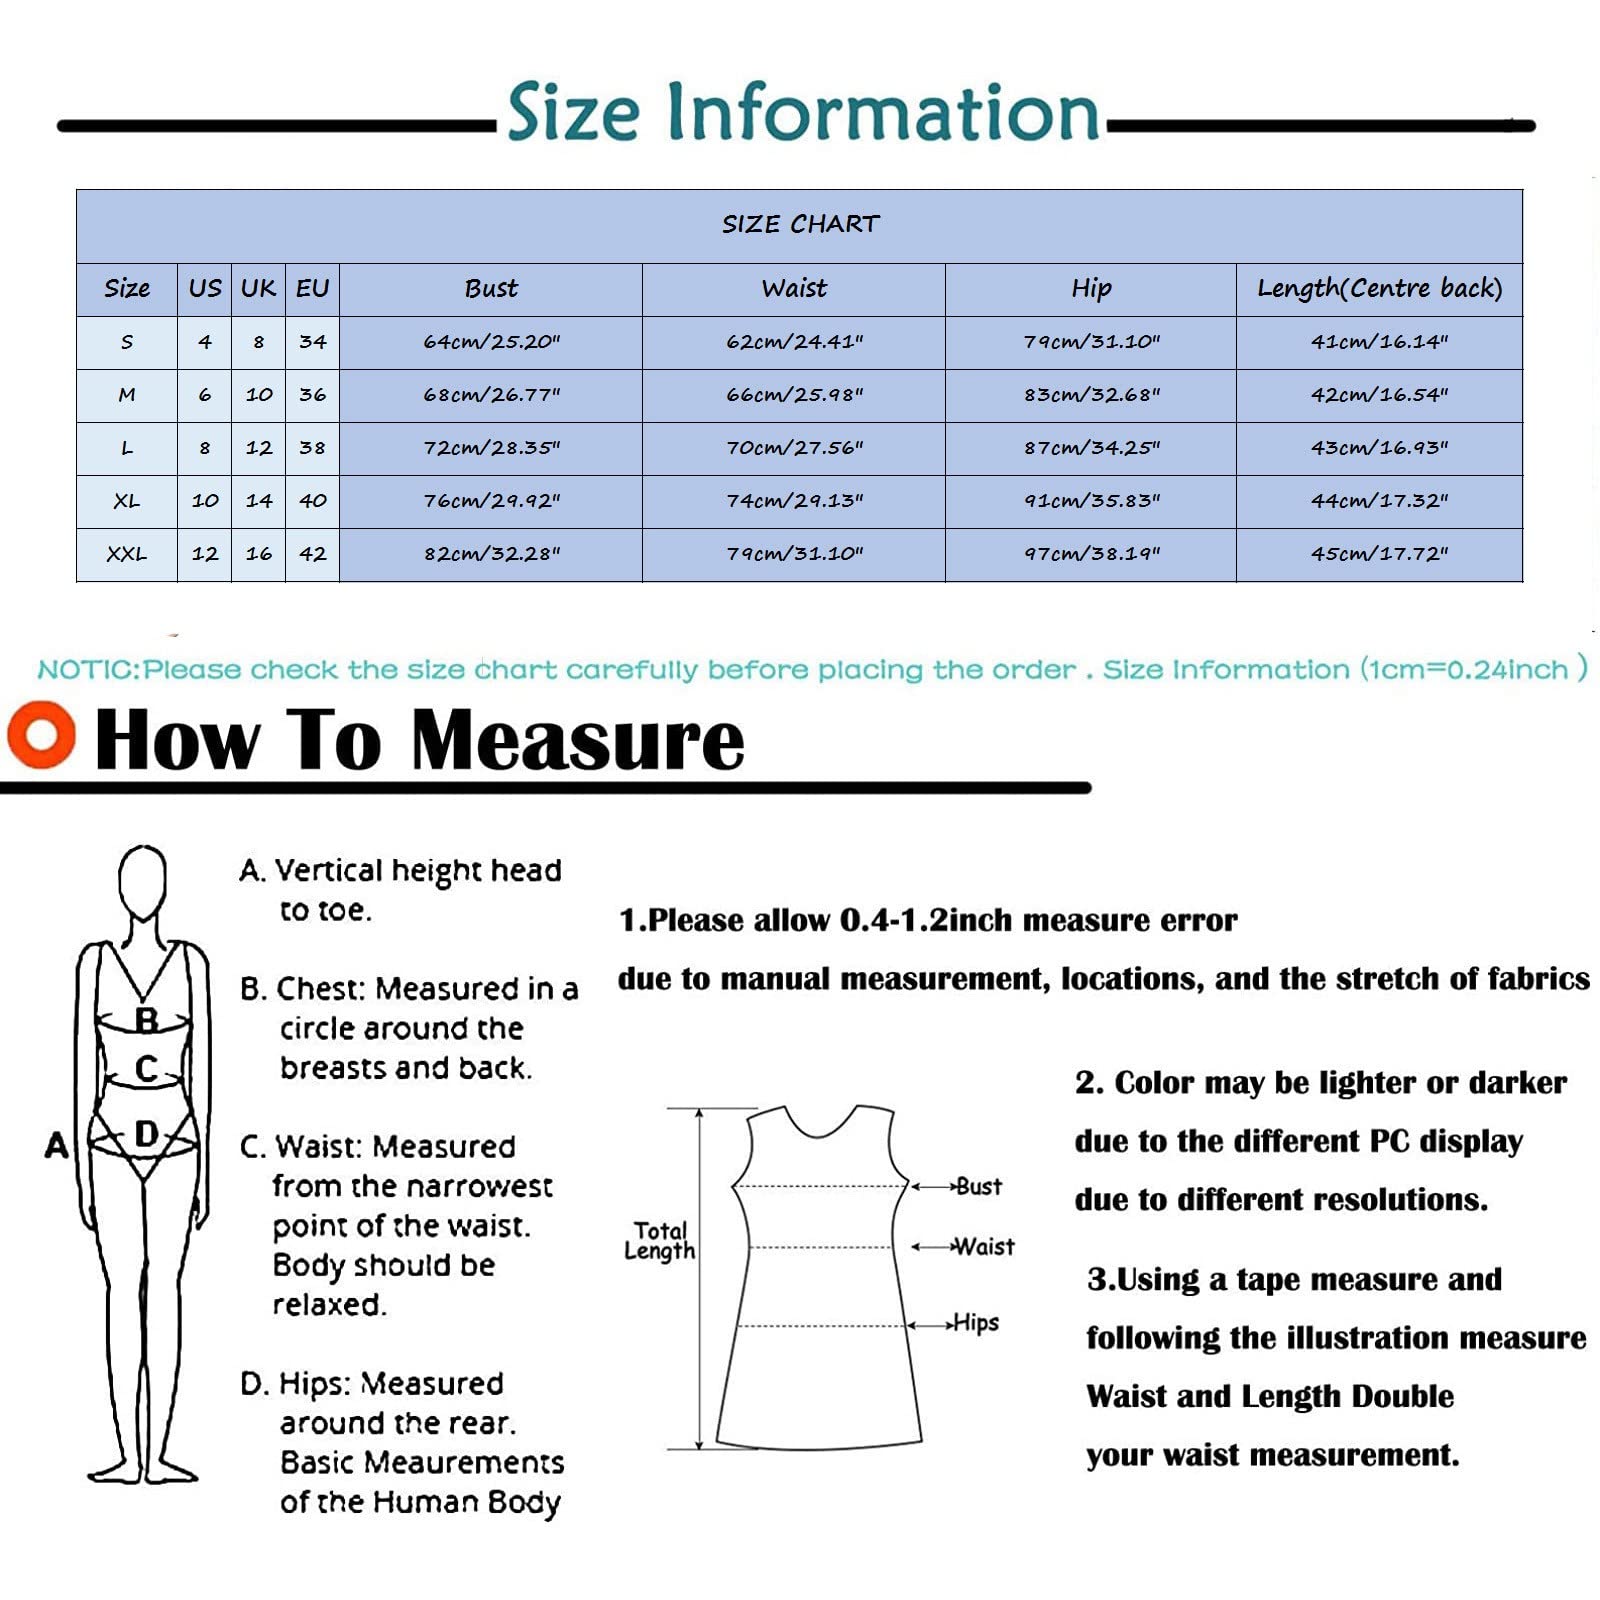 Size Information
SIZE CHART
Size US UK EU Bust Waist Hip Length(Centre back)
S 4 8 34 64cm/25.20" 62cm/24.41" 79cm/31.10" 41cm/16.14"
M 6 10 36 68cm/26.77" 66cm/25.98" 83cm/32.68" 42cm/16.54"
L 8 12 38 72cm/28.35" 70cm/27.56" 87cm/34.25" 43cm/16.93"
XL 10 14 40 76cm/29.92" 74cm/29.13" 91cm/35.83" 44cm/17.32"
XXL 12 16 42 82cm/32.28" 79cm/31.10" 97cm/38.19" 45cm/17.72"
NOTIC:Please check the size chart carefully before placing the order . Size Information (1cm=0.24inch )
How To Measure
A
B
C
D
A. Vertical height head
to toe.
B. Chest: Measured in a
circle around the
breasts and back.
C. Waist: Measured
from the narrowest
point of the waist.
Body should be
relaxed.
D. Hips: Measured
around the rear.
Basic Meaurements
of the Human Body
1.Please allow 0.4-1.2inch measure error
due to manual measurement, locations, and the stretch of fabrics
Total
Length
Bust
Waist
Hips
2. Color may be lighter or darker
due to the different PC display
due to different resolutions.
3.Using a tape measure and
following the illustration measure
Waist and Length Double
your waist measurement.